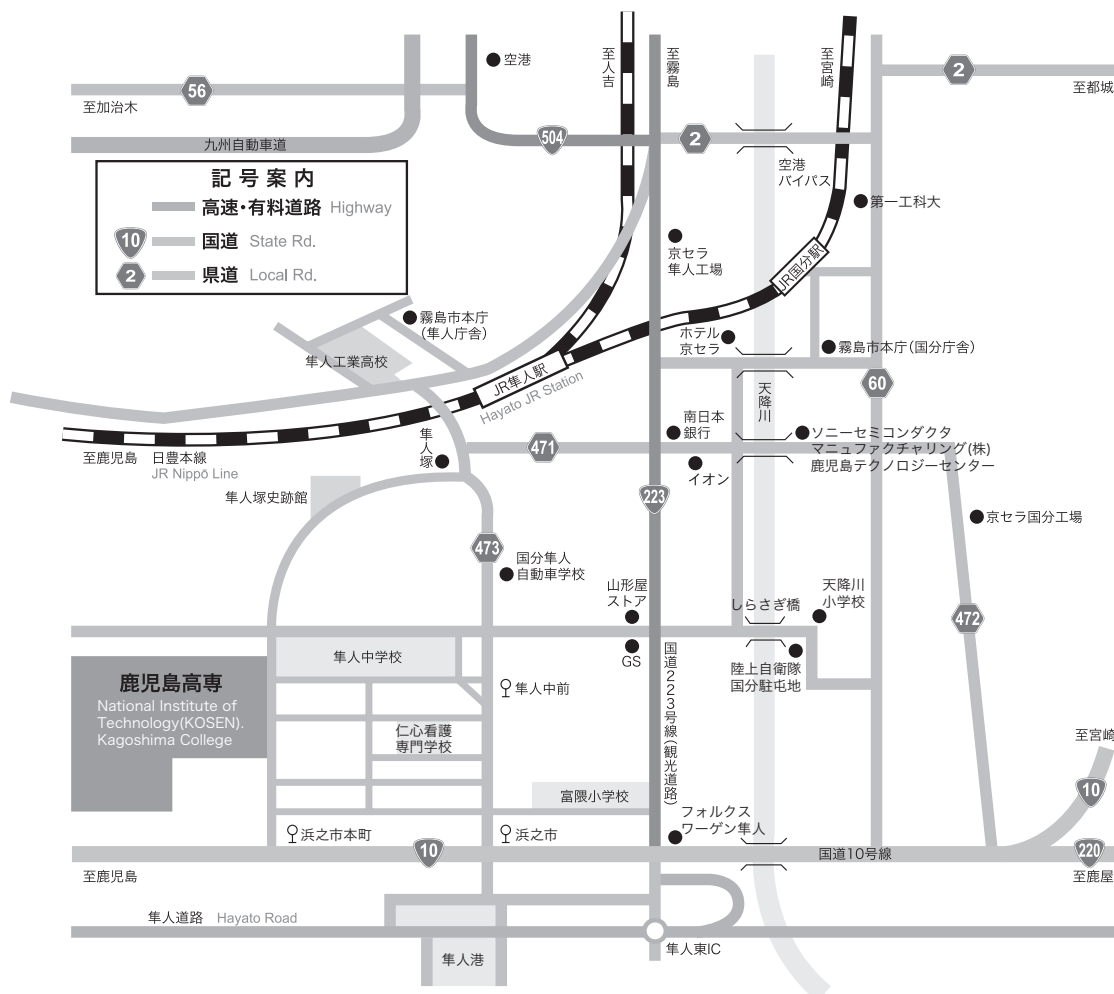 至人吉
至霧島
至宮崎
空港
2
至都城
56
至加治木
九州自動車道
504
2
空港
バイパス
記号案内
高速・有料道路 Highway
10 国道 State Rd.
2 県道 Local Rd.
第一工科大
京セラ
隼人工場
JR国分駅
霧島市本庁
(隼人庁舎)
隼人工業高校
ホテル
京セラ
霧島市本庁(国分庁舎)
JR隼人駅
Hayato JR Station
60
天降川
南日本
銀行
ソニーセミコンダクタ
マニュファクチャリング(株)
鹿児島テクノロジーセンター
至鹿児島
日豊本線
JR Nippō Line
隼人塚
471
イオン
隼人塚史跡館
223
京セラ国分工場
473
国分隼人
自動車学校
山形屋
ストア
しらさぎ橋
天降川
小学校
472
隼人中学校
GS
国道223号線(観光道路)
陸上自衛隊
国分駐屯地
鹿児島高専
National Institute of
Technology(KOSEN).
Kagoshima College
隼人中前
仁心看護
専門学校
至宮崎
10
富隈小学校
フォルクス
ワーゲン隼人
浜之市本町
浜之市
10
国道10号線
220
至鹿児島
至鹿屋
隼人道路 Hayato Road
隼人港
隼人東IC